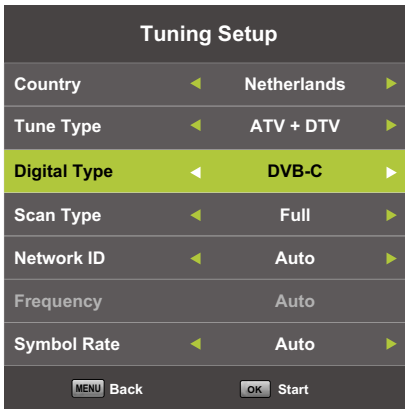 Tuning Setup
Country Netherlands
Tune Type ATV + DTV
Digital Type DVB-C
Scan Type Full
Network ID Auto
Frequency Auto
Symbol Rate Auto
MENU Back OK Start